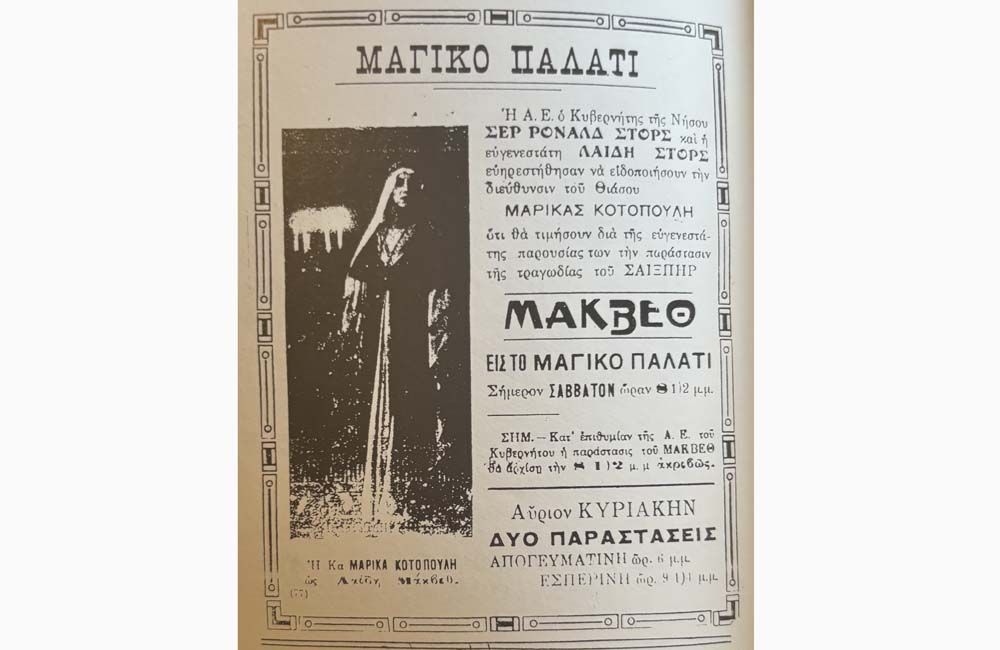 ΜΑΓΙΚΟ ΠΑΛΑΤΙ
Ἡ Α. Ε. ὁ Κυβερνήτης τῆς Νήσου
ΣΕΡ ΡΟΝΑΛΔ ΣΤΟΡΣ καὶ ἡ
εὐγενεστάτη ΛΑΙΔΗ ΣΤΟΡΣ
εὐηρεστήθησαν νὰ εἰδοποιήσουν τὴν
διεύθυνσιν τοῦ Θιάσου
ΜΑΡΙΚΑΣ ΚΟΤΟΠΟΥΛΗ
ὅτι θὰ τιμήσουν διὰ τῆς εὐγενεστά-
της παρουσίας των τὴν παράστασιν
τῆς τραγωδίας τοῦ ΣΑΙΞΠΗΡ
ΜΑΚΒΕΘ
ΕΙΣ ΤΟ ΜΑΓΙΚΟ ΠΑΛΑΤΙ
Σήμερον ΣΑΒΒΑΤΟΝ ὥραν 8 1)2 μ.μ.
ΣΗΜ.— Κατ' ἐπιθυμίαν τῆς Α. Ε. τοῦ
Κυβερνήτου ἡ παράστασις τοῦ ΜΑΚΒΕΘ
θὰ ἀρχίσῃ τὴν 8 1)2 μ. μ ἀκριβῶς.
Αὔριον ΚΥΡΙΑΚΗΝ
ΔΥΟ ΠΑΡΑΣΤΑΣΕΙΣ
ΑΠΟΓΕΥΜΑΤΙΝΗ ὥρ. 6 μ.μ.
ΕΣΠΕΡΙΝΗ ὥρ. 9 1)4 μ.μ
Ἡ Κα ΜΑΡΙΚΑ ΚΟΤΟΠΟΥΛΗ
ὡς Λαίδη Μάκβεθ.
(77)